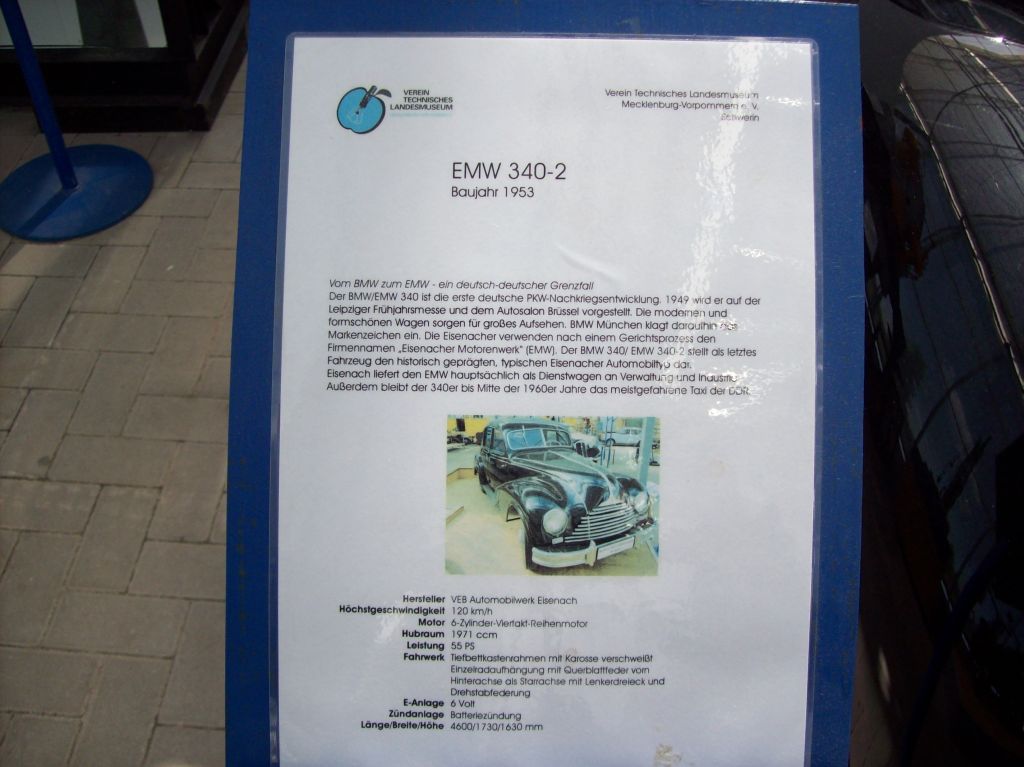 VEREIN
TECHNISCHES
LANDESMUSEUM
Verein Technisches Landesmuseum
Mecklenburg-Vorpommern e. V.
Schwerin
EMW 340-2
Baujahr 1953
Vom BMW zum EMW - ein deutsch-deutscher Grenzfall
Der BMW/EMW 340 ist die erste deutsche PKW-Nachkriegsentwicklung. 1949 wird er auf der
Leipziger Frühjahrsmesse und dem Autosalon Brüssel vorgestellt. Die modernen und
formschönen Wagen sorgen für großes Aufsehen. BMW München klagt daraufhin das
Markenzeichen ein. Die Eisenacher verwenden nach einem Gerichtsprozess den
Firmennamen „Eisenacher Motorenwerk" (EMW). Der BMW 340/ EMW 340-2 stellt als letztes
Fahrzeug den historisch geprägten, typischen Eisenacher Automobiltyp dar.
Eisenach liefert den EMW hauptsächlich als Dienstwagen an Verwaltung und Industrie.
Außerdem bleibt der 340er bis Mitte der 1960er Jahre das meistgefahrene Taxi der DDR.
Hersteller VEB Automobilwerk Eisenach
Höchstgeschwindigkeit 120 km/h
Motor 6-Zylinder-Viertakt-Reihenmotor
Hubraum 1971 ccm
Leistung 55 PS
Fahrwerk Tiefbettkastenrahmen mit Karosse verschweißt
Einzelradaufhängung mit Querblattfeder vorn
Hinterachse als Starrachse mit Lenkerdreieck und
Drehstabfederung
E-Anlage 6 Volt
Zündanlage Batteriezündung
Länge/Breite/Höhe 4600/1730/1630 mm